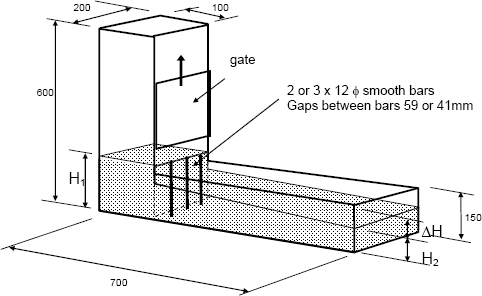 200
100
gate
600
2 or 3 x 12 ϕ smooth bars
Gaps between bars 59 or 41mm
H1
150
ΔH
H2
700